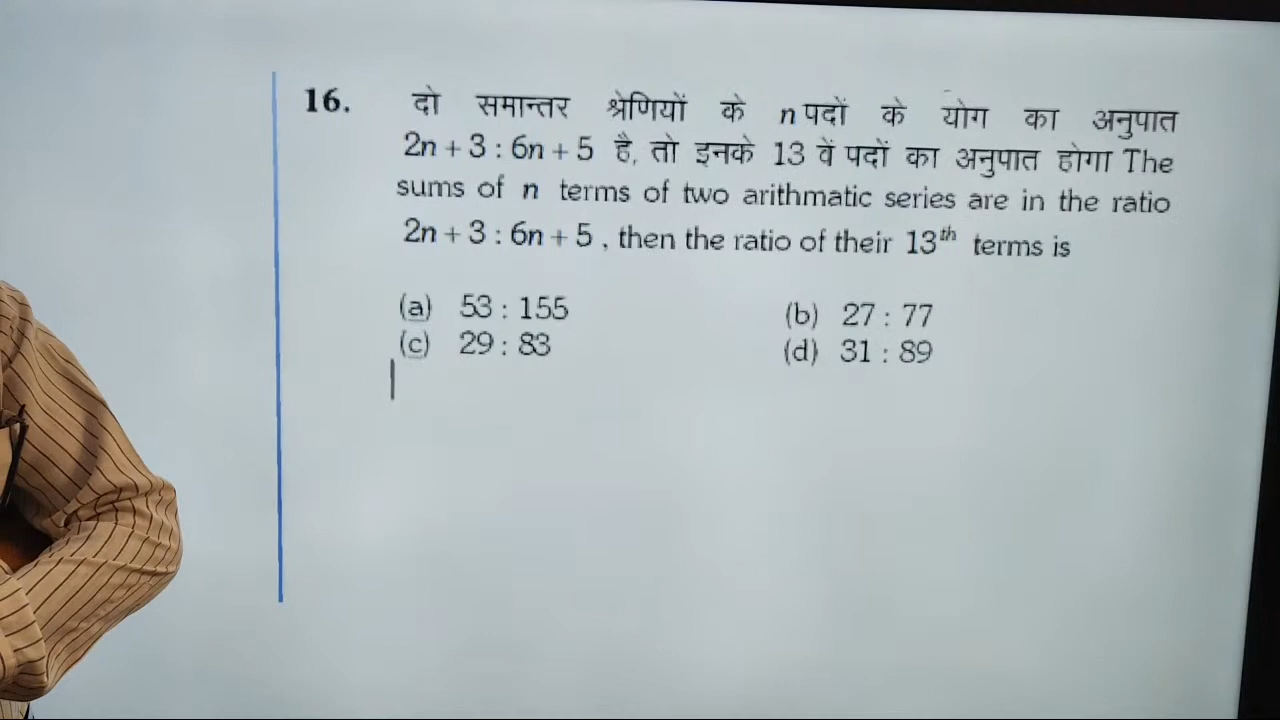 16. दो समान्तर श्रेणियों के n पदों के योग का अनुपात
2n + 3 : 6n + 5 है, तो इनके 13 वें पदों का अनुपात होगा The
sums of n terms of two arithmatic series are in the ratio
2n + 3 : 6n + 5 , then the ratio of their 13th terms is
(a) 53 : 155 (b) 27 : 77
(c) 29 : 83 (d) 31 : 89